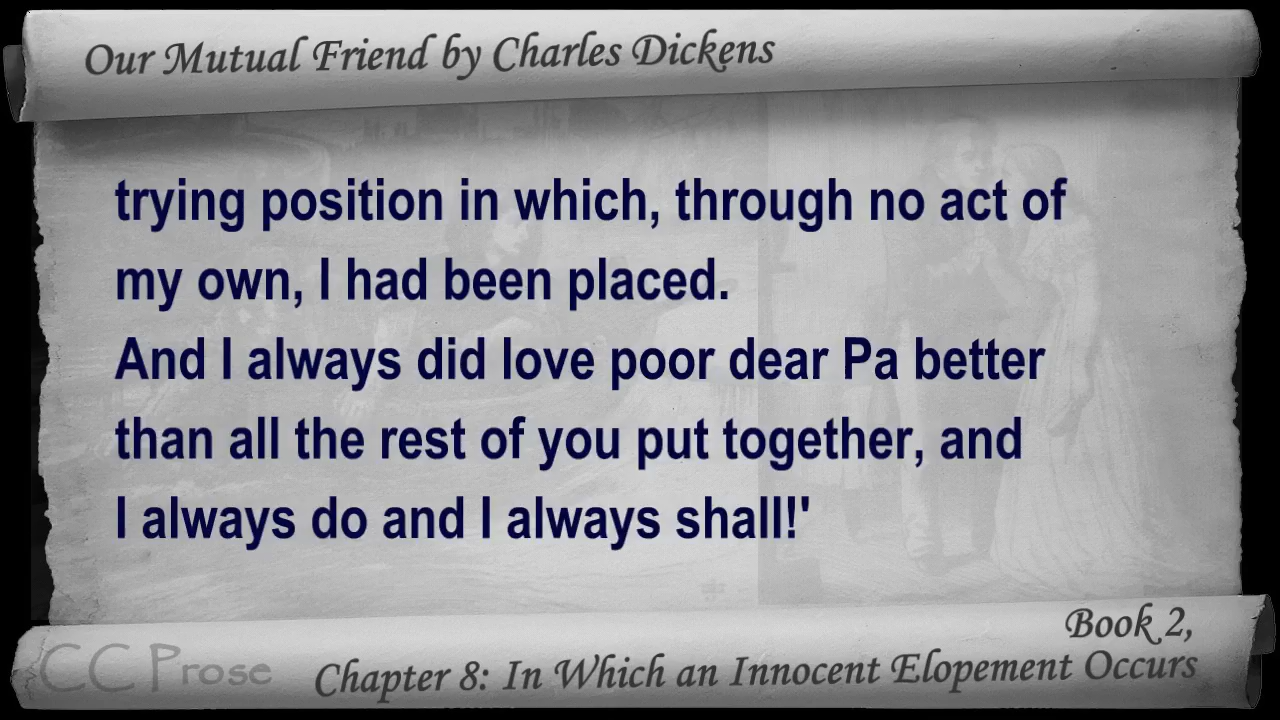 Our Mutual Friend by Charles Dickens
trying position in which, through no act of
my own, I had been placed.
And I always did love poor dear Pa better
than all the rest of you put together, and
I always do and I always shall!'
Book 2,
CC Prose
Chapter 8: In Which an Innocent Elopement Occurs